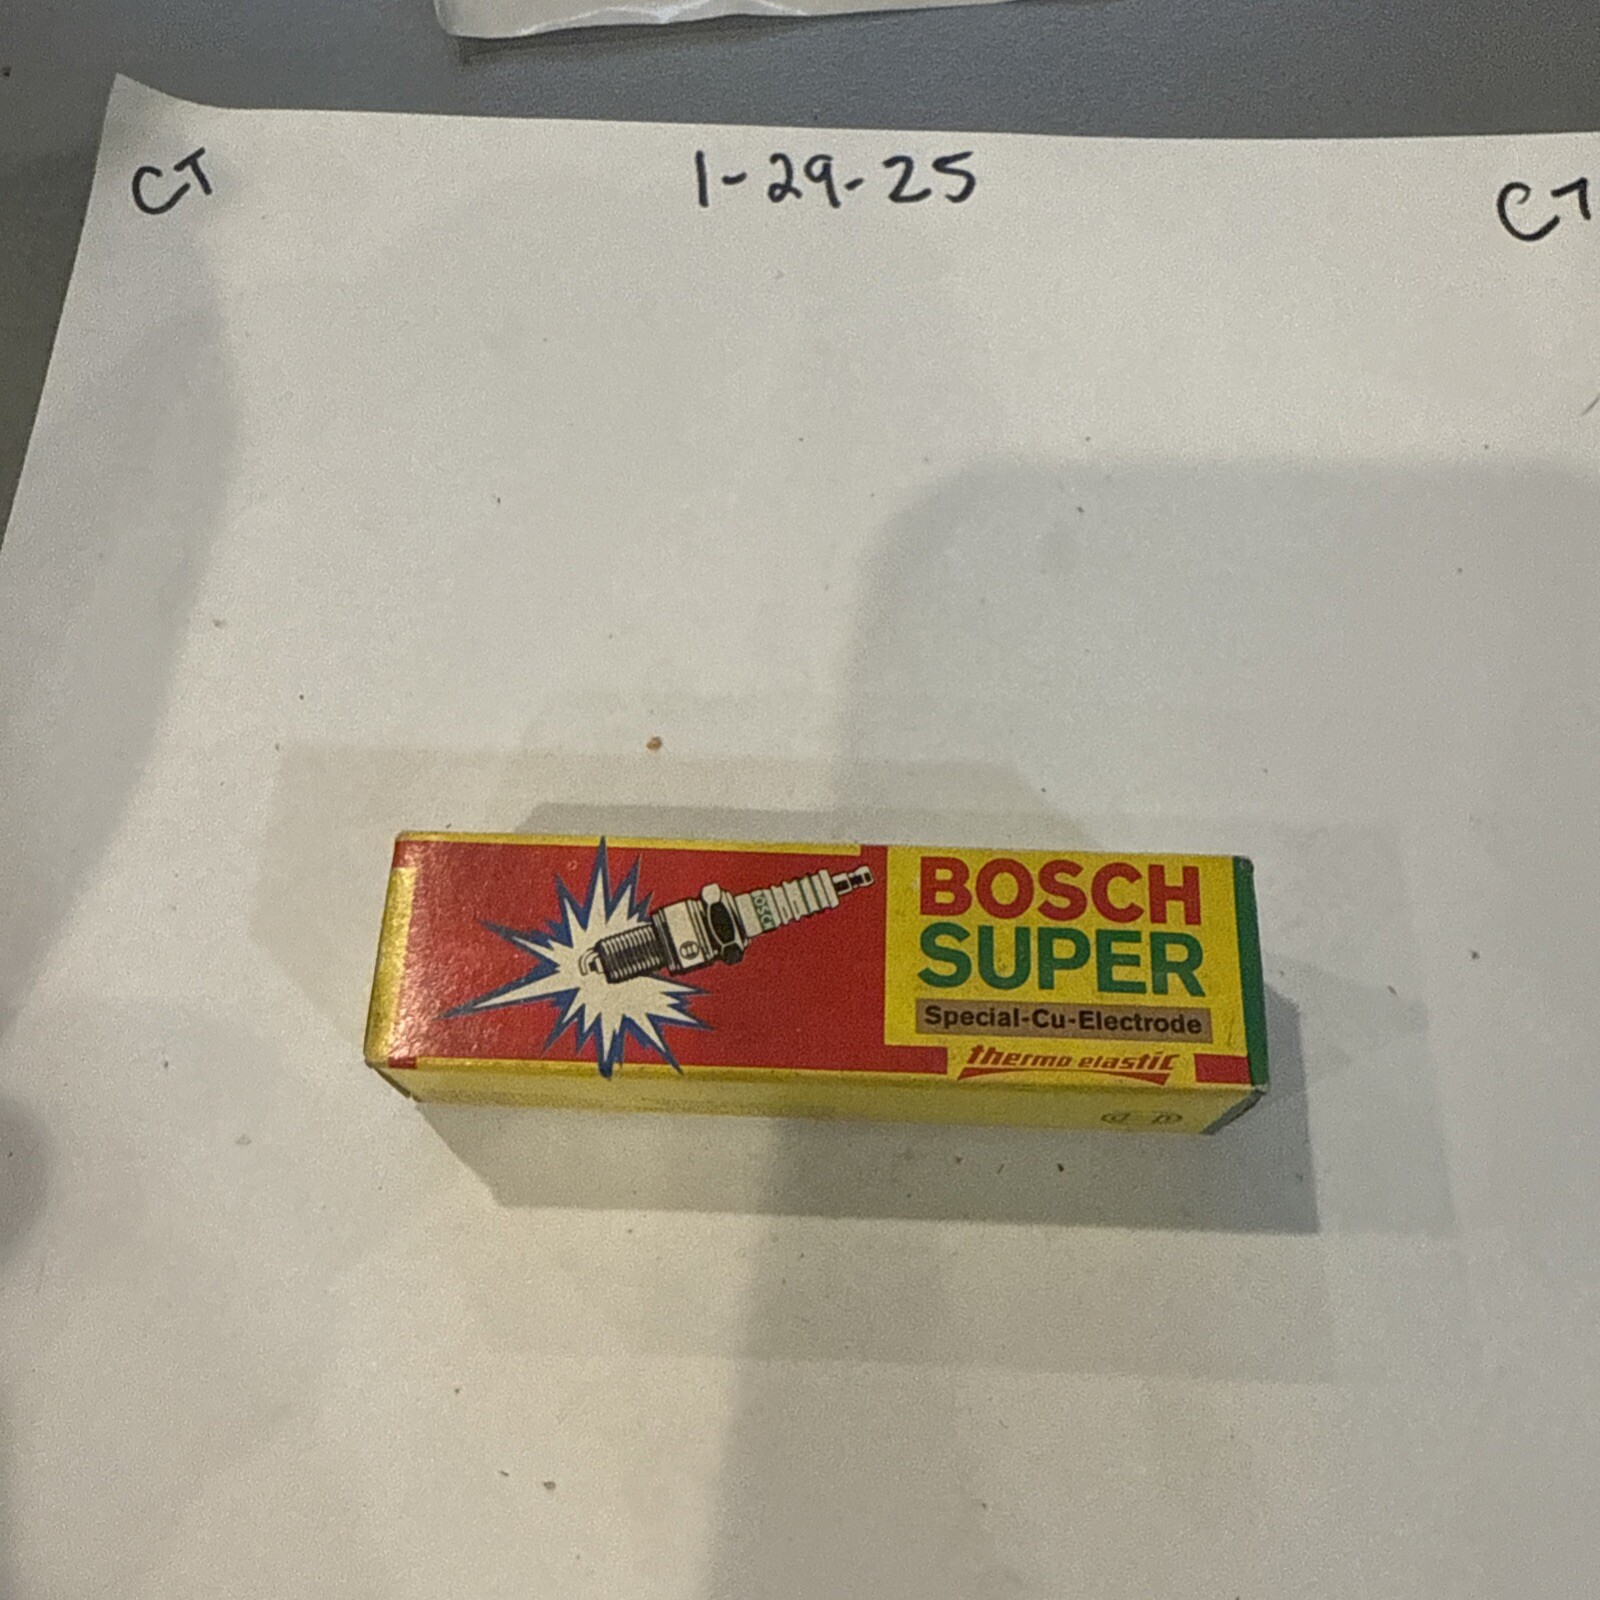 CT
1-29-25
CT
BOSCH
SUPER
Special-Cu-Electrode
thermo elastic